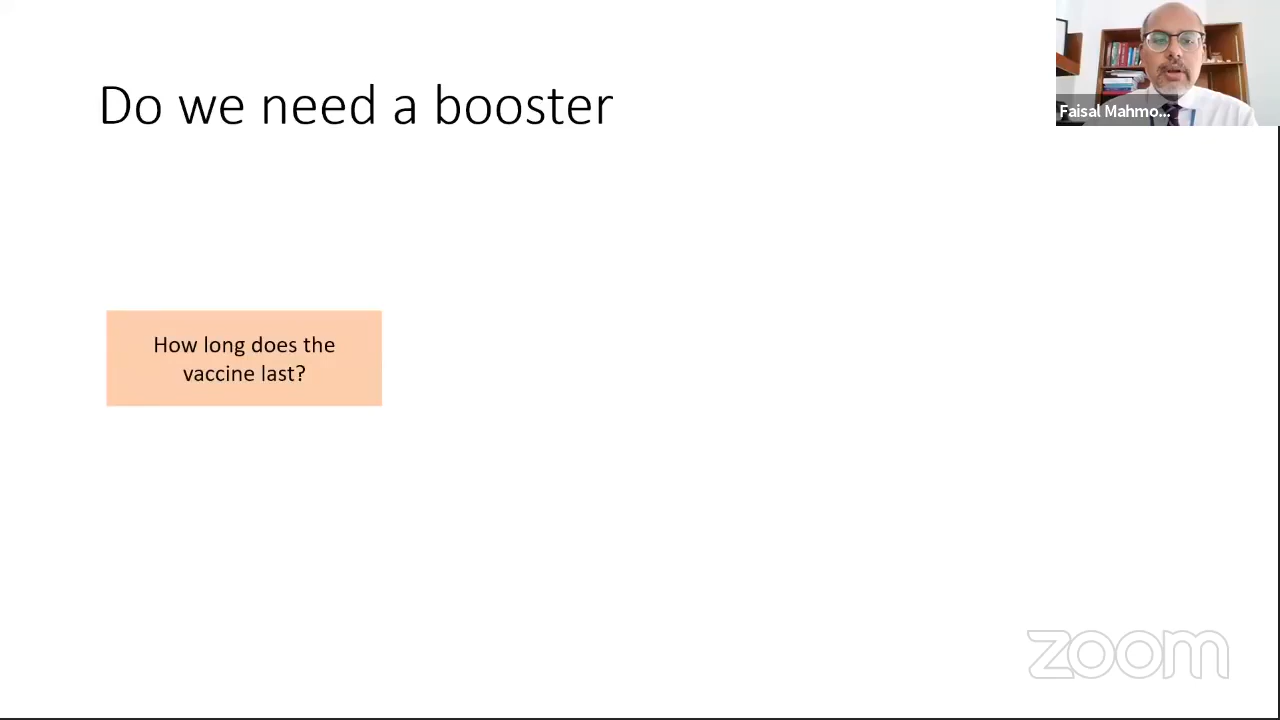 Do we need a booster
Faisal Mahmo...
How long does the
vaccine last?
zoom